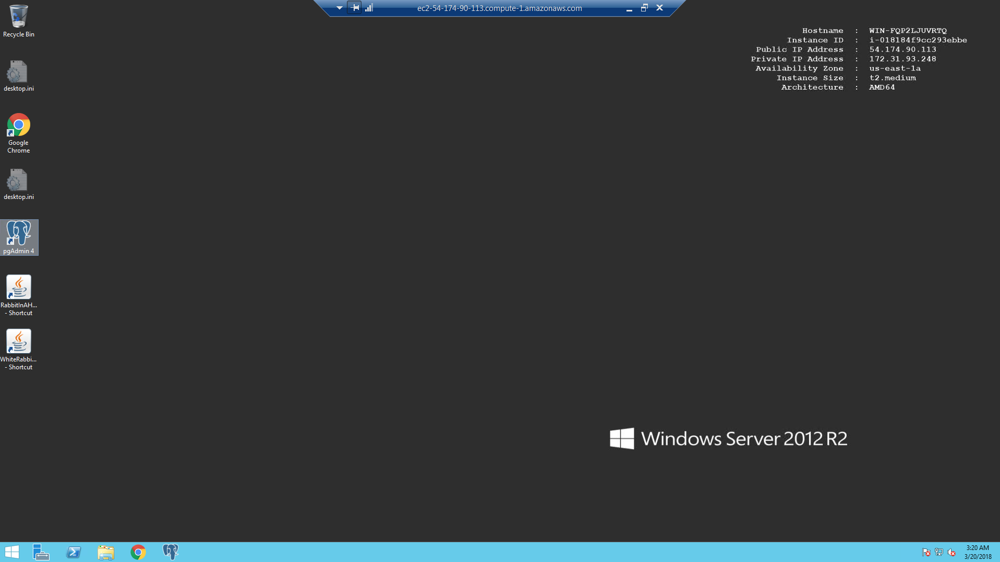 ec2-54-174-90-113.compute-1.amazonaws.com
Hostname : WIN-FQP2LJUVRTQ
Instance ID : i-018184f9cc293ebbe
Public IP Address : 54.174.90.113
Private IP Address : 172.31.93.248
Availability Zone : us-east-1a
Instance Size : t2.medium
Architecture : AMD64
Recycle Bin
desktop.ini
Google
Chrome
desktop.ini
pgAdmin 4
RabbitInAH...
- Shortcut
WhiteRabbi...
- Shortcut
Windows Server 2012 R2
3:20 AM
3/20/2018